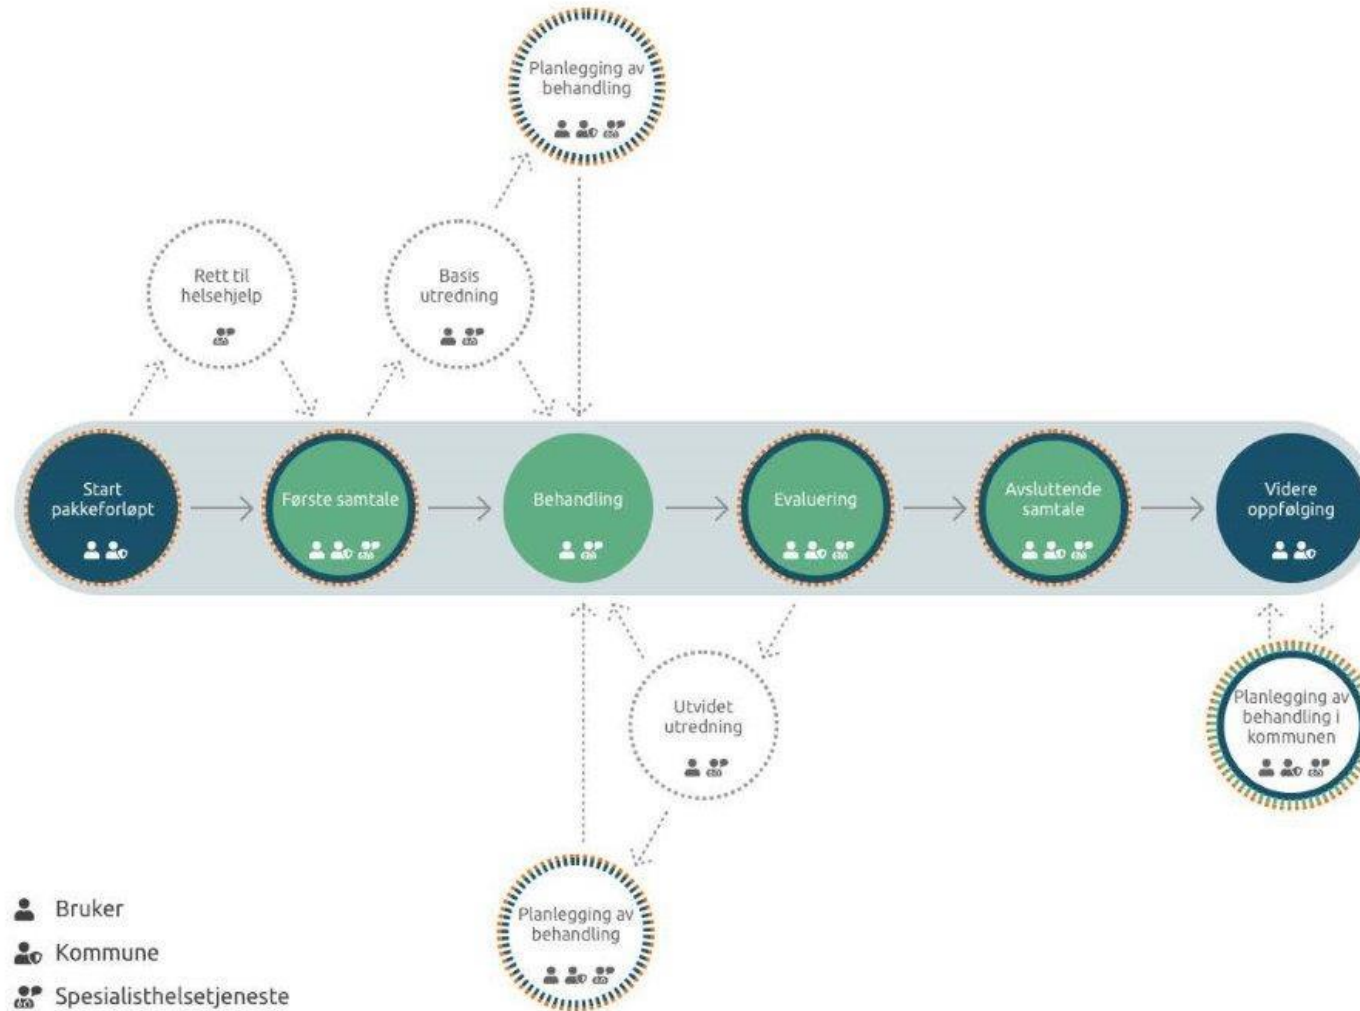 Planlegging av
behandling
Rett til
helsehjelp
Basis
utredning
Start
pakkeforløpt
Første samtale
Behandling
Evaluering
Avsluttende
samtale
Videre
oppfølging
Utvidet
utredning
Planlegging av
behandling i
kommunen
Planlegging av
behandling
Bruker
Kommune
Spesialisthelsetjeneste